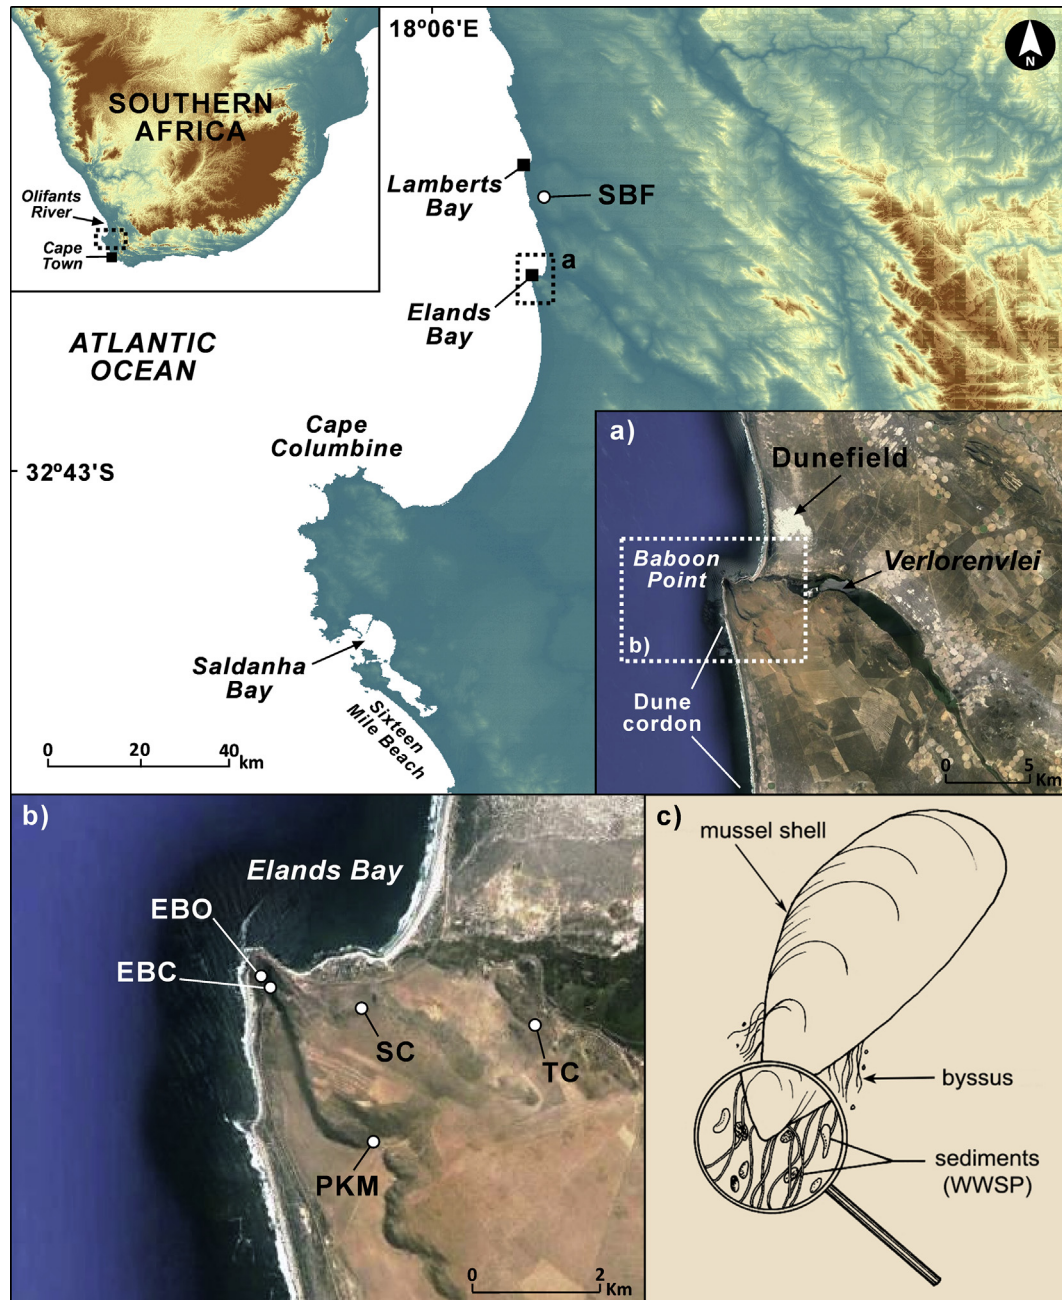 18º06'E
N
SOUTHERN
AFRICA
Olifants
River
Cape
Town
Lamberts
Bay
SBF
a
Elands
Bay
ATLANTIC
OCEAN
Cape
Columbine
32º43'S
Saldanha
Bay
Sixteen
Mile Beach
0 20 40
km
a)
Dunefield
Baboon
Point
Verlorenvlei
b)
Dune
cordon
0 5
Km
b)
Elands Bay
EBO
EBC
SC
TC
PKM
0 2
Km
c)
mussel shell
byssus
sediments
(WWSP)